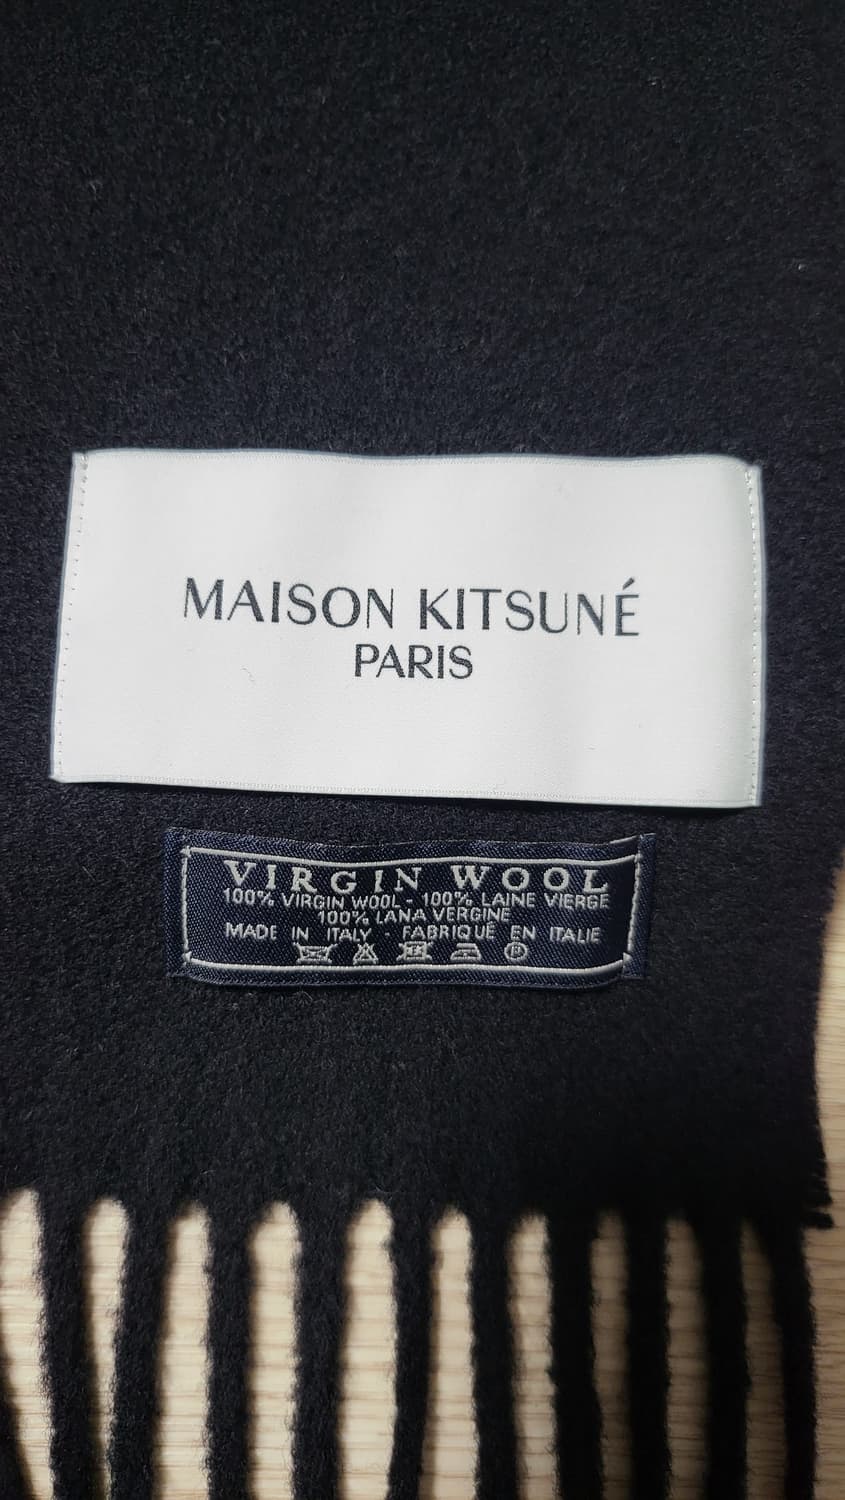 MAISON KITSUNÉ
PARIS
VIRGIN WOOL
100% VIRGIN WOOL - 100% LAINE VIERGE
100% LANA VERGINE
MADE IN ITALY - FABRIQUÉ EN ITALIE
P